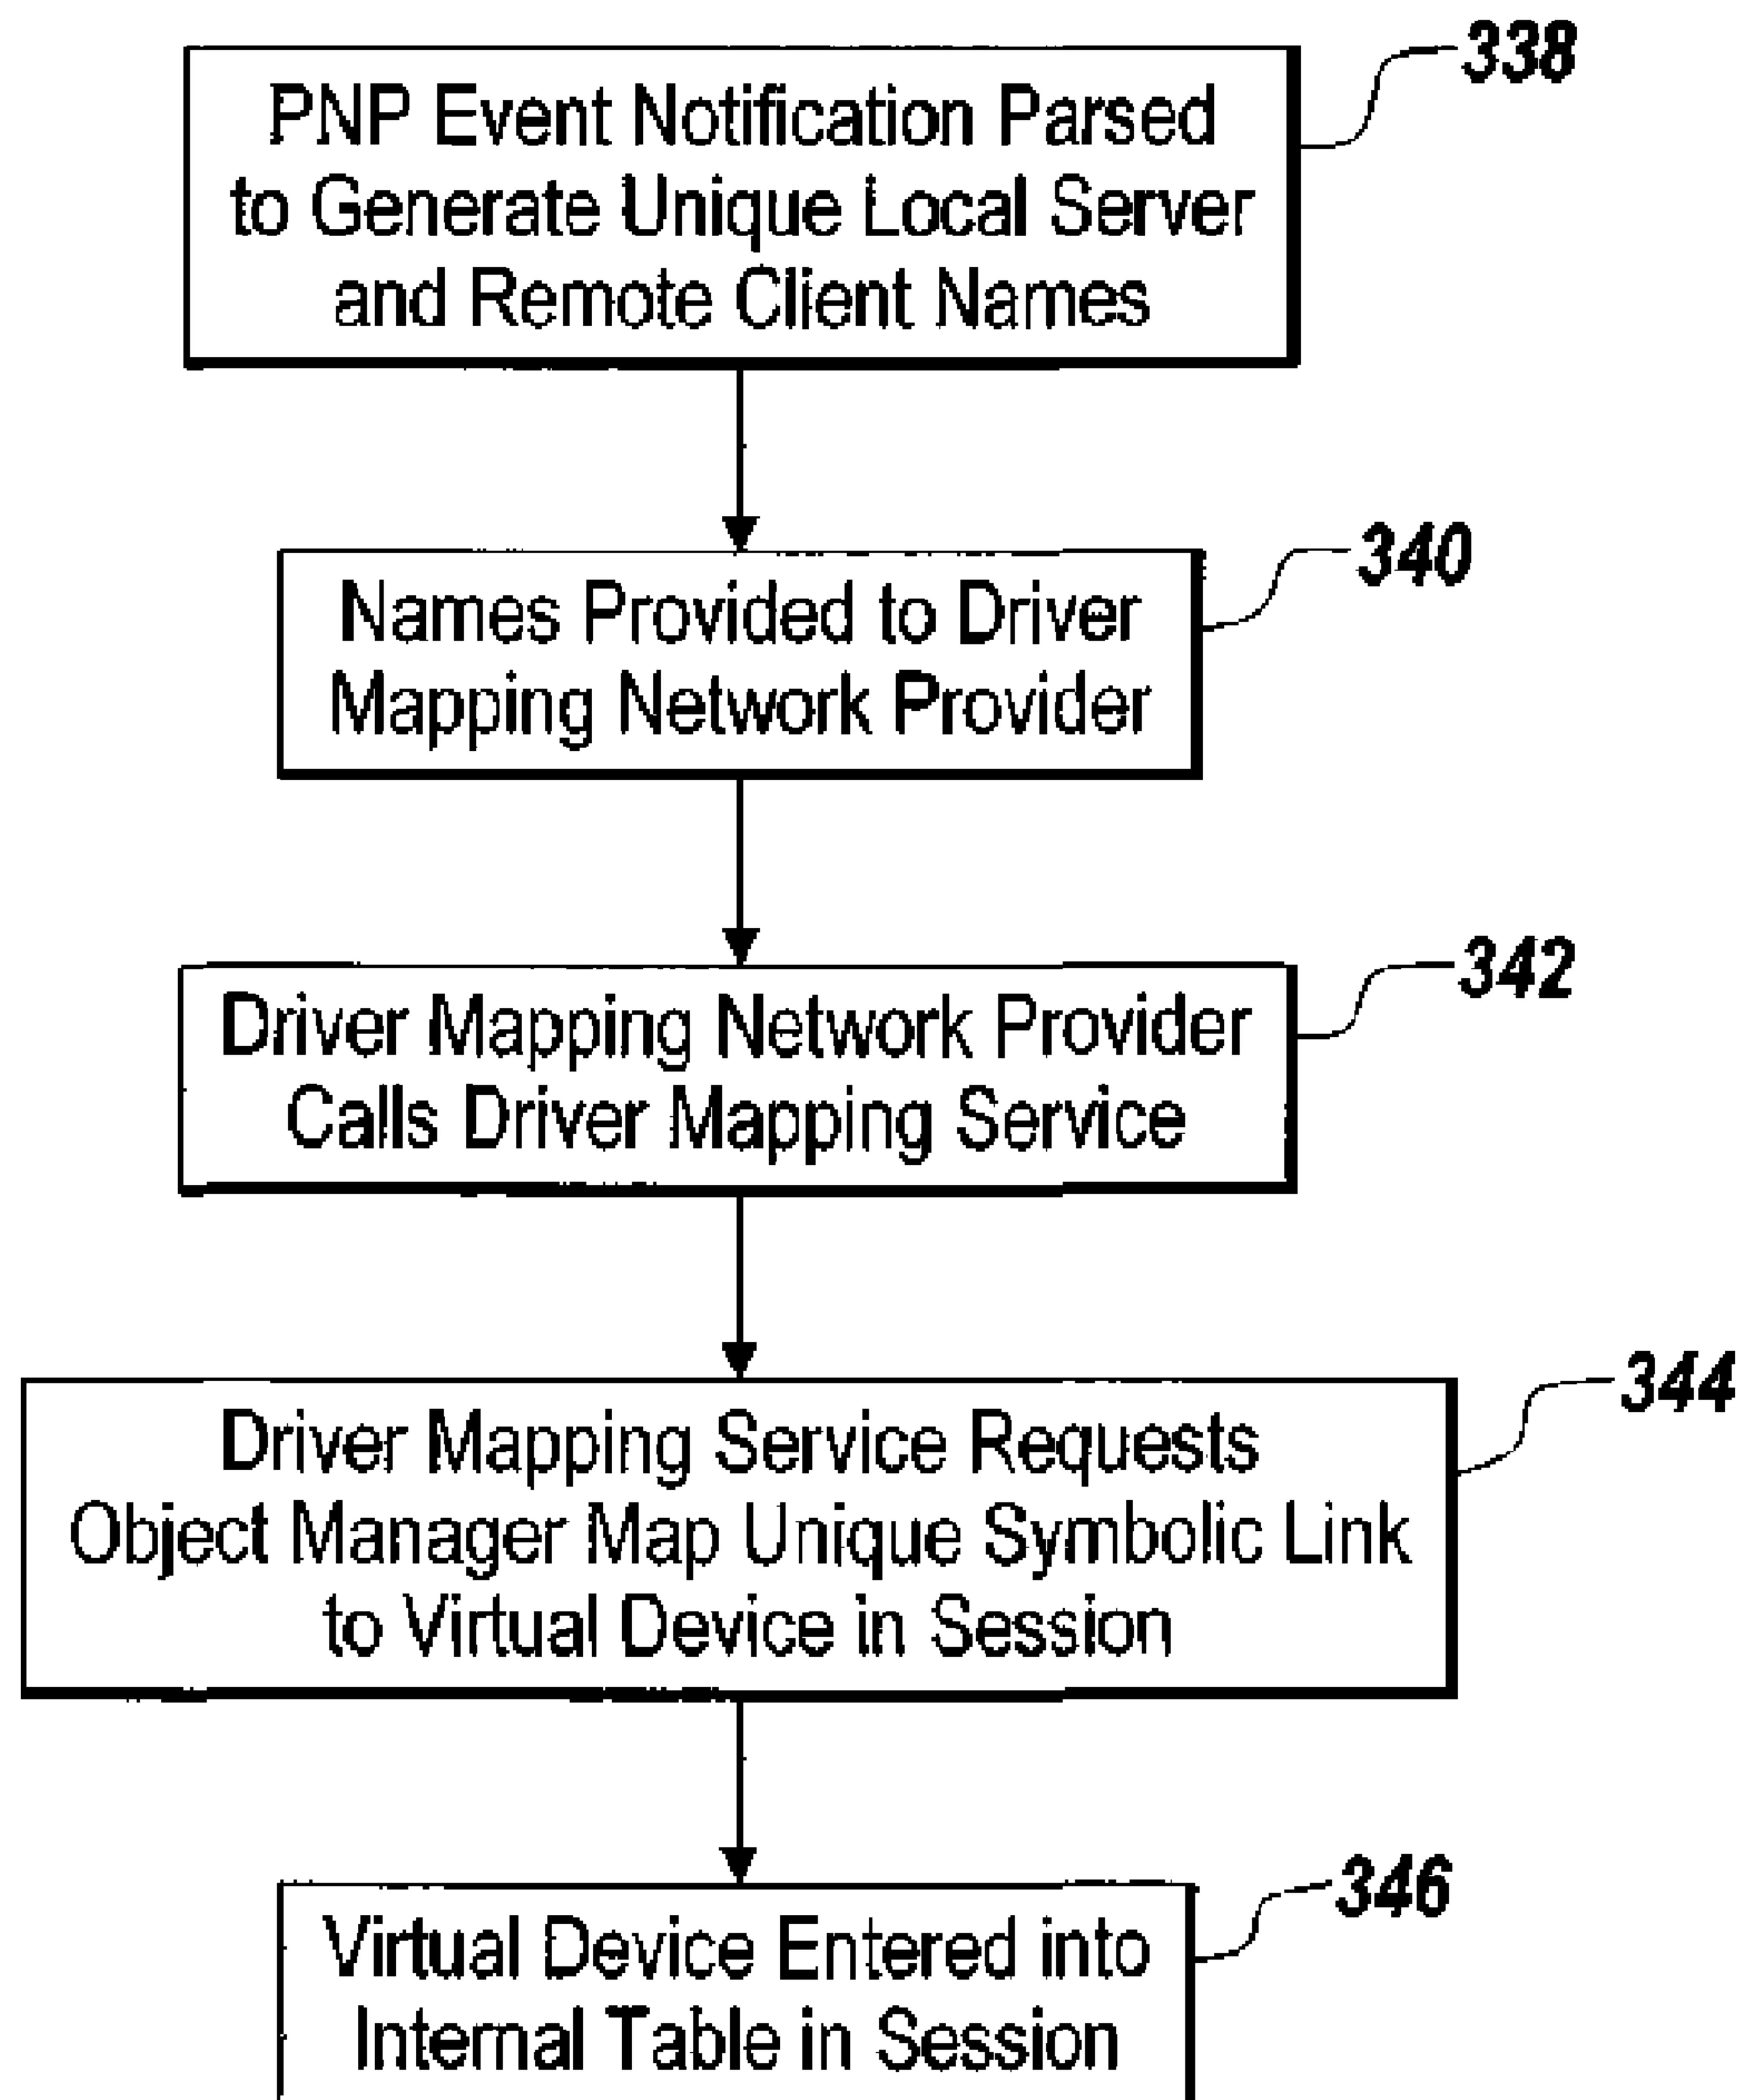 338
PNP Event Notification Parsed
to Generate Unique Local Server
and Remote Client Names
340
Names Provided to Driver
Mapping Network Provider
342
Driver Mapping Network Provider
Calls Driver Mapping Service
344
Driver Mapping Service Requests
Object Manager Map Unique Symbolic Link
to Virtual Device in Session
346
Virtual Device Entered into
Internal Table in Session